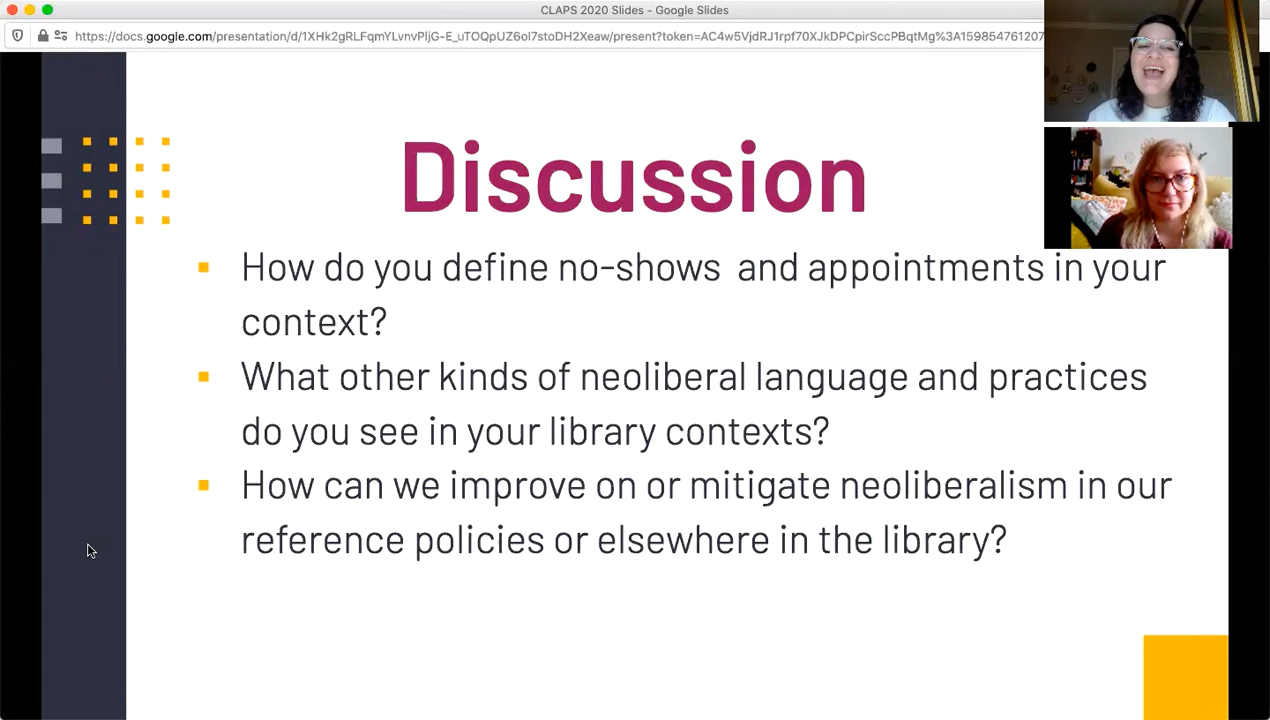 CLAPS 2020 Slides - Google Slides
https://docs.google.com/presentation/d/1XHk2gRLFqmYLvnvPljG-E_uTOQpUZ6ol7stoDH2Xeaw/present?token=AC4w5VjdRJ1rpf70XJkDPCpirSccPBqtMg%3A159854761207
Discussion
How do you define no-shows and appointments in your
context?
What other kinds of neoliberal language and practices
do you see in your library contexts?
How can we improve on or mitigate neoliberalism in our
reference policies or elsewhere in the library?